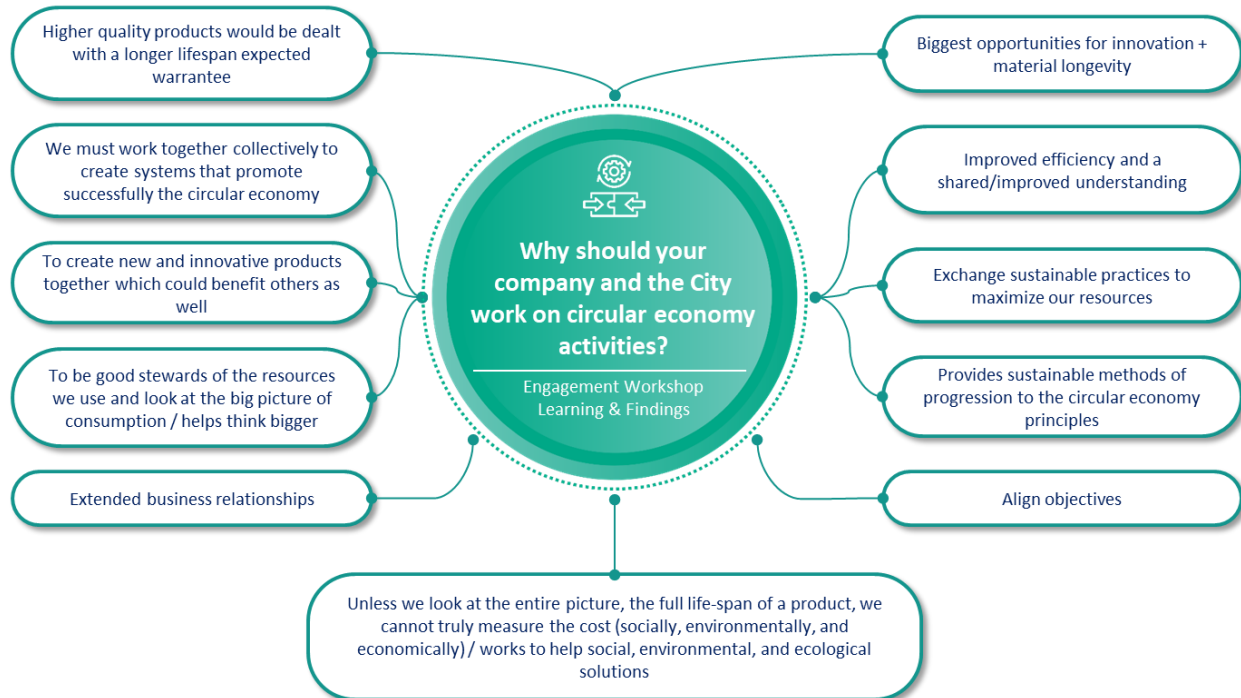 Higher quality products would be dealt
with a longer lifespan expected
warrantee
We must work together collectively to
create systems that promote
successfully the circular economy
To create new and innovative products
together which could benefit others as
well
To be good stewards of the resources
we use and look at the big picture of
consumption / helps think bigger
Extended business relationships
Why should your
company and the City
work on circular economy
activities?
Engagement Workshop
Learning & Findings
Biggest opportunities for innovation +
material longevity
Improved efficiency and a
shared/improved understanding
Exchange sustainable practices to
maximize our resources
Provides sustainable methods of
progression to the circular economy
principles
Align objectives
Unless we look at the entire picture, the full life-span of a product, we
cannot truly measure the cost (socially, environmentally, and
economically) / works to help social, environmental, and ecological
solutions